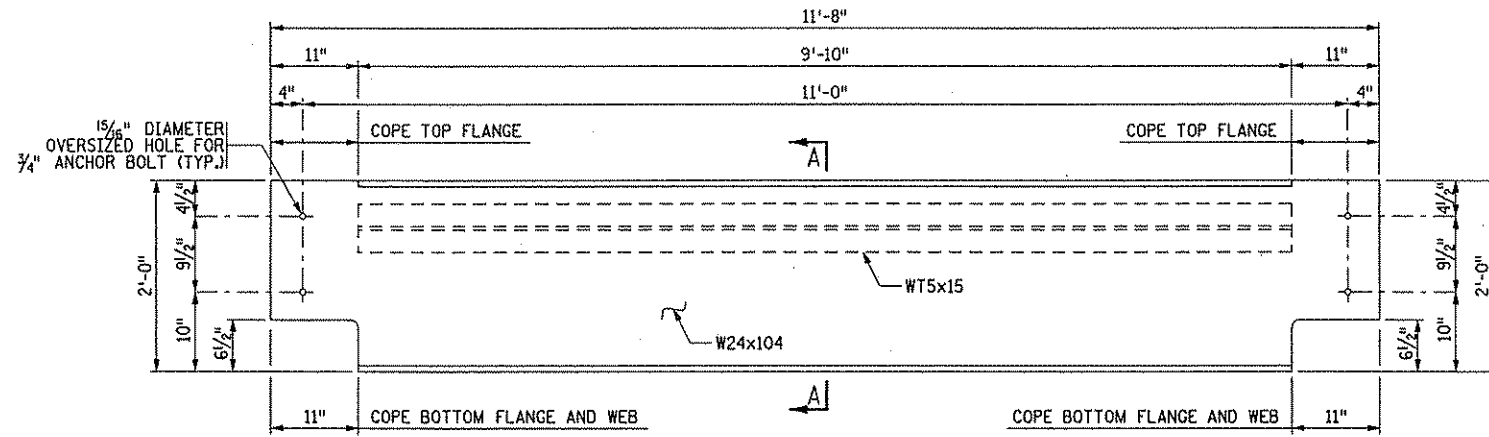 11'-8"
11" 9'-10" 11"
4" 11'-0" 4"
15/16" DIAMETER
OVERSIZED HOLE FOR
3/4" ANCHOR BOLT (TYP.)
COPE TOP FLANGE
COPE TOP FLANGE
A
2'-0"
4 1/2"
9 1/2"
10"
6 1/2"
WT5x15
W24x104
4 1/2"
9 1/2"
10"
6 1/2"
2'-0"
A
11" COPE BOTTOM FLANGE AND WEB
COPE BOTTOM FLANGE AND WEB 11"